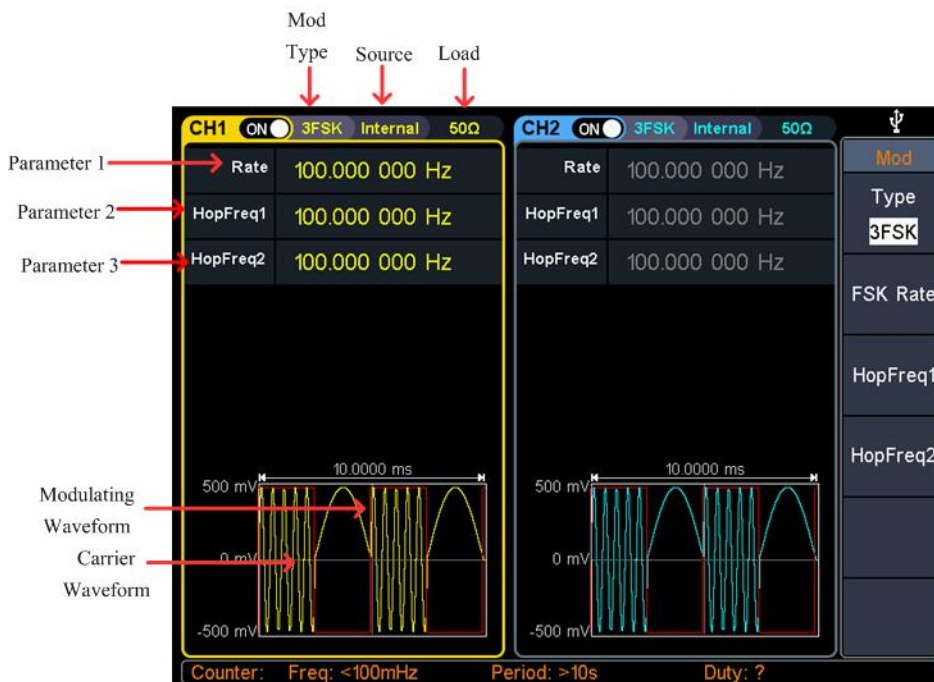 Mod
Type
Source
Load
CH1 ON 3FSK Internal 50Ω
CH2 ON 3FSK Internal 50Ω
Parameter 1
Rate 100.000 000 Hz
Rate 100.000 000 Hz
Mod
Parameter 2
HopFreq1 100.000 000 Hz
HopFreq1 100.000 000 Hz
Type
3FSK
Parameter 3
HopFreq2 100.000 000 Hz
HopFreq2 100.000 000 Hz
FSK Rate
HopFreq1
HopFreq2
10.0000 ms
10.0000 ms
500 mV
500 mV
Modulating
Waveform
0 mV
0 mV
Carrier
Waveform
-500 mV
-500 mV
Counter: Freq: <100mHz Period: >10s Duty: ?